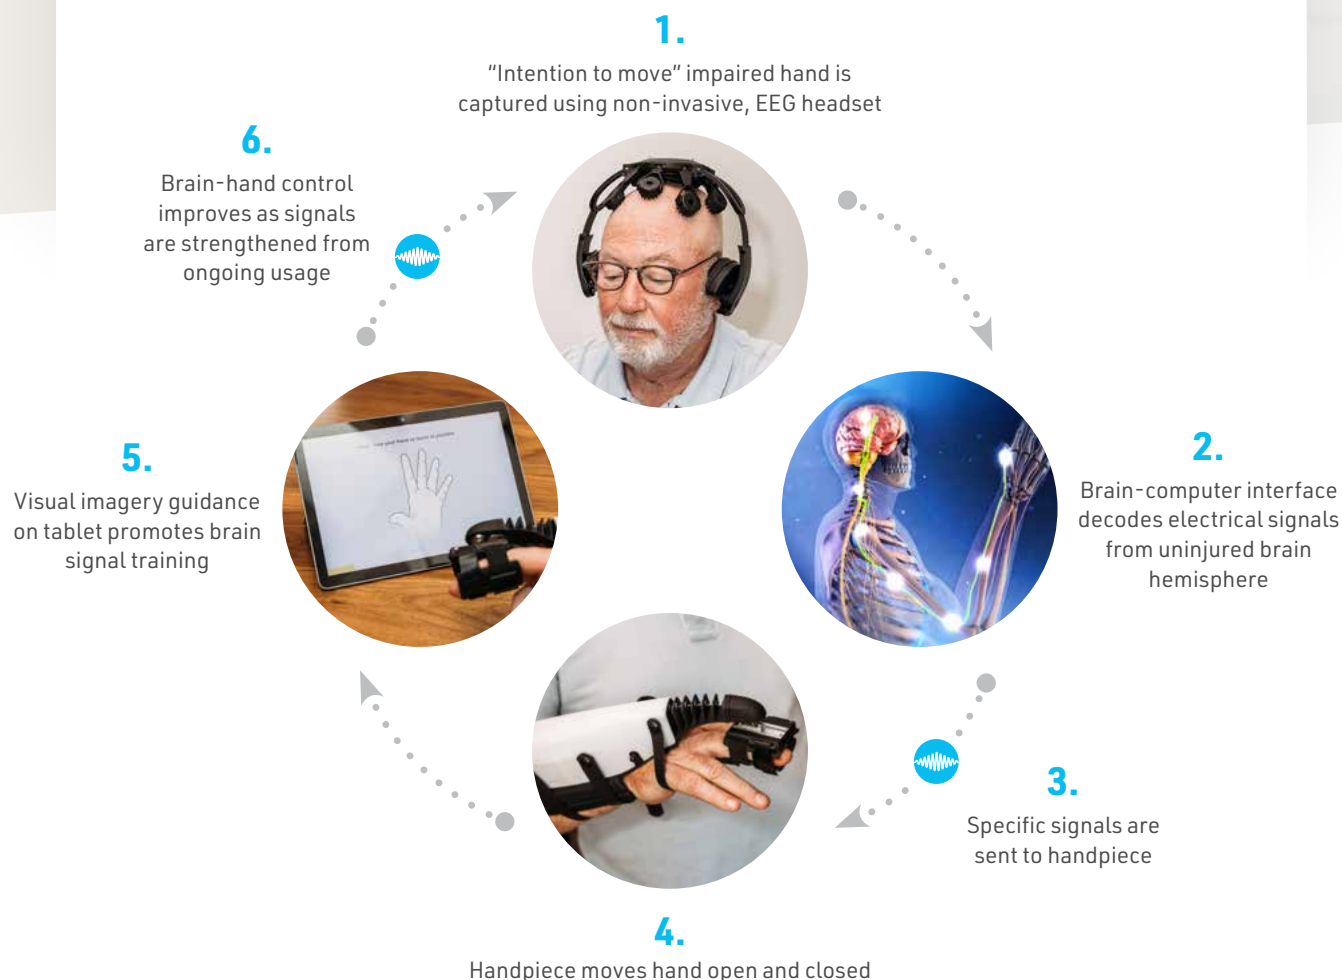 1.
“Intention to move” impaired hand is
captured using non-invasive, EEG headset
2.
Brain-computer interface
decodes electrical signals
from uninjured brain
hemisphere
3.
Specific signals are
sent to handpiece
4.
Handpiece moves hand open and closed
5.
Visual imagery guidance
on tablet promotes brain
signal training
6.
Brain-hand control
improves as signals
are strengthened from
ongoing usage